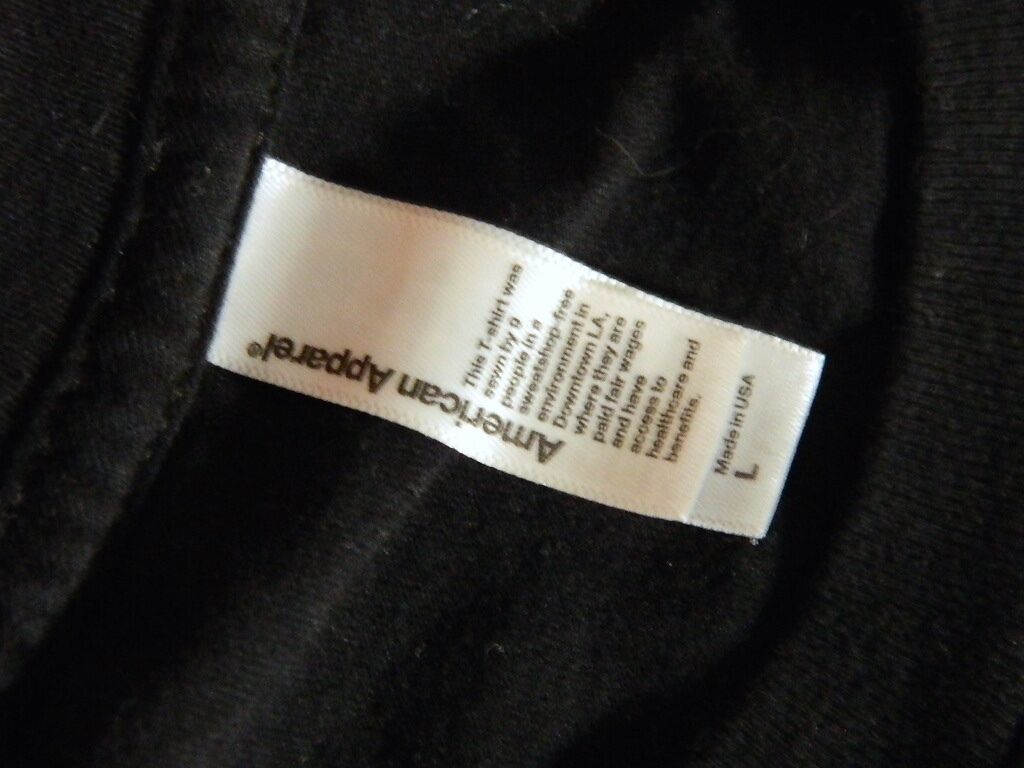 American Apparel®
This T-shirt was
sewn by 9
people in a
sweatshop-free
environment in
Downtown LA,
where they are
paid fair wages
and have
access to
healthcare and
benefits.
Made in USA
L